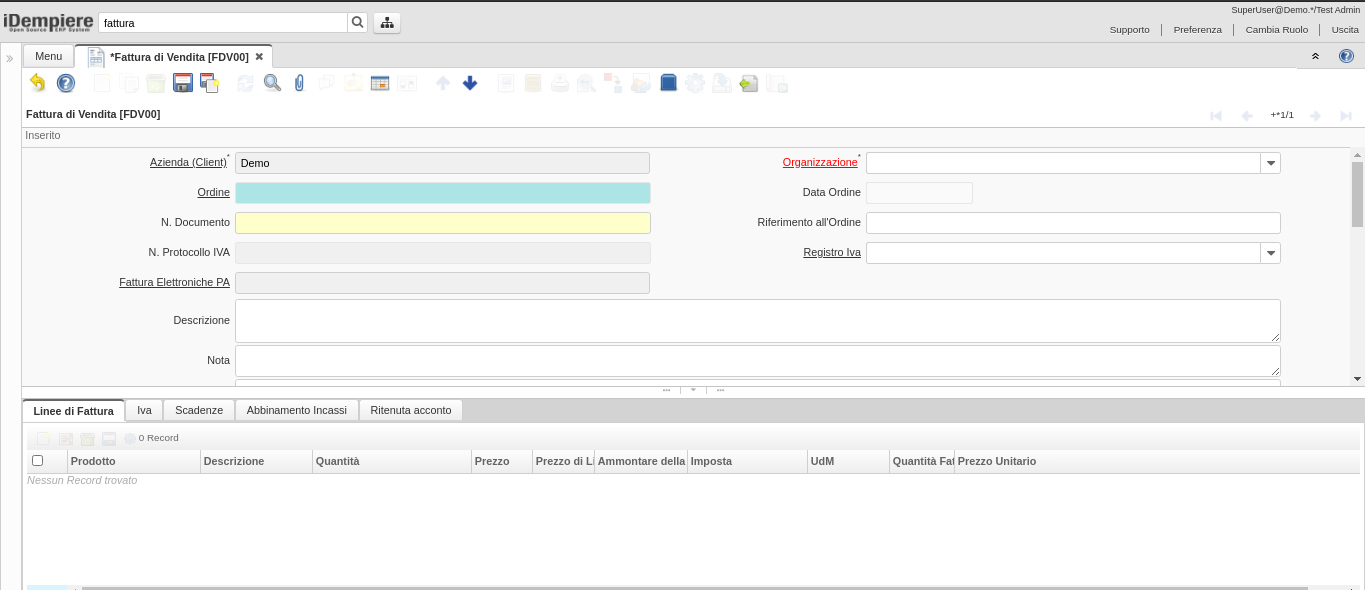 SuperUser@Demo.*/Test Admin
iDempiere
Open Source ERP System
fattura
Supporto
Preferenza
Cambia Ruolo
Uscita
»
Menu
*Fattura di Vendita [FDV00]
Fattura di Vendita [FDV00]
+*1/1
Inserito
Azienda (Client)* Demo
Organizzazione*
Ordine
Data Ordine
N. Documento
Riferimento all'Ordine
N. Protocollo IVA
Registro Iva
Fattura Elettroniche PA
Descrizione
Nota
Linee di Fattura
Iva
Scadenze
Abbinamento Incassi
Ritenuta acconto
0 Record
Prodotto
Descrizione
Quantità
Prezzo
Prezzo di Li
Ammontare della
Imposta
UdM
Quantità Fat
Prezzo Unitario
Nessun Record trovato